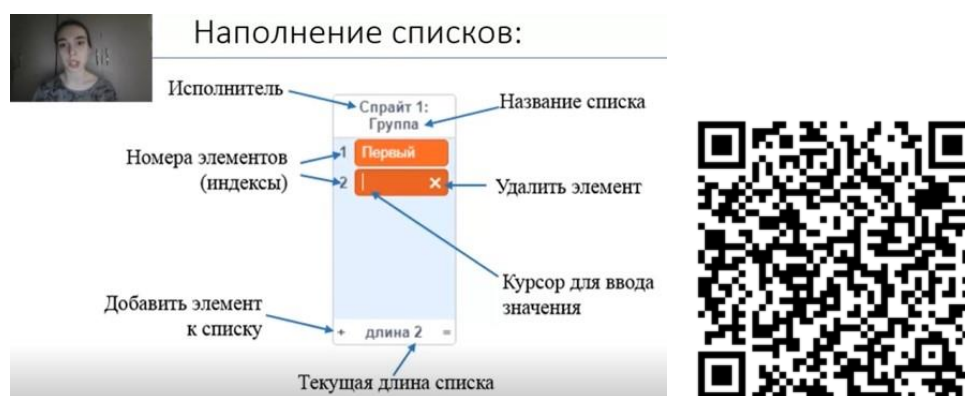 Наполнение списков:
Исполнитель
Спрайт 1:
Группа
Название списка
Номера элементов
(индексы)
1 Первый
2
Удалить элемент
Курсор для ввода
значения
Добавить элемент
к списку
+ длина 2 =
Текущая длина списка